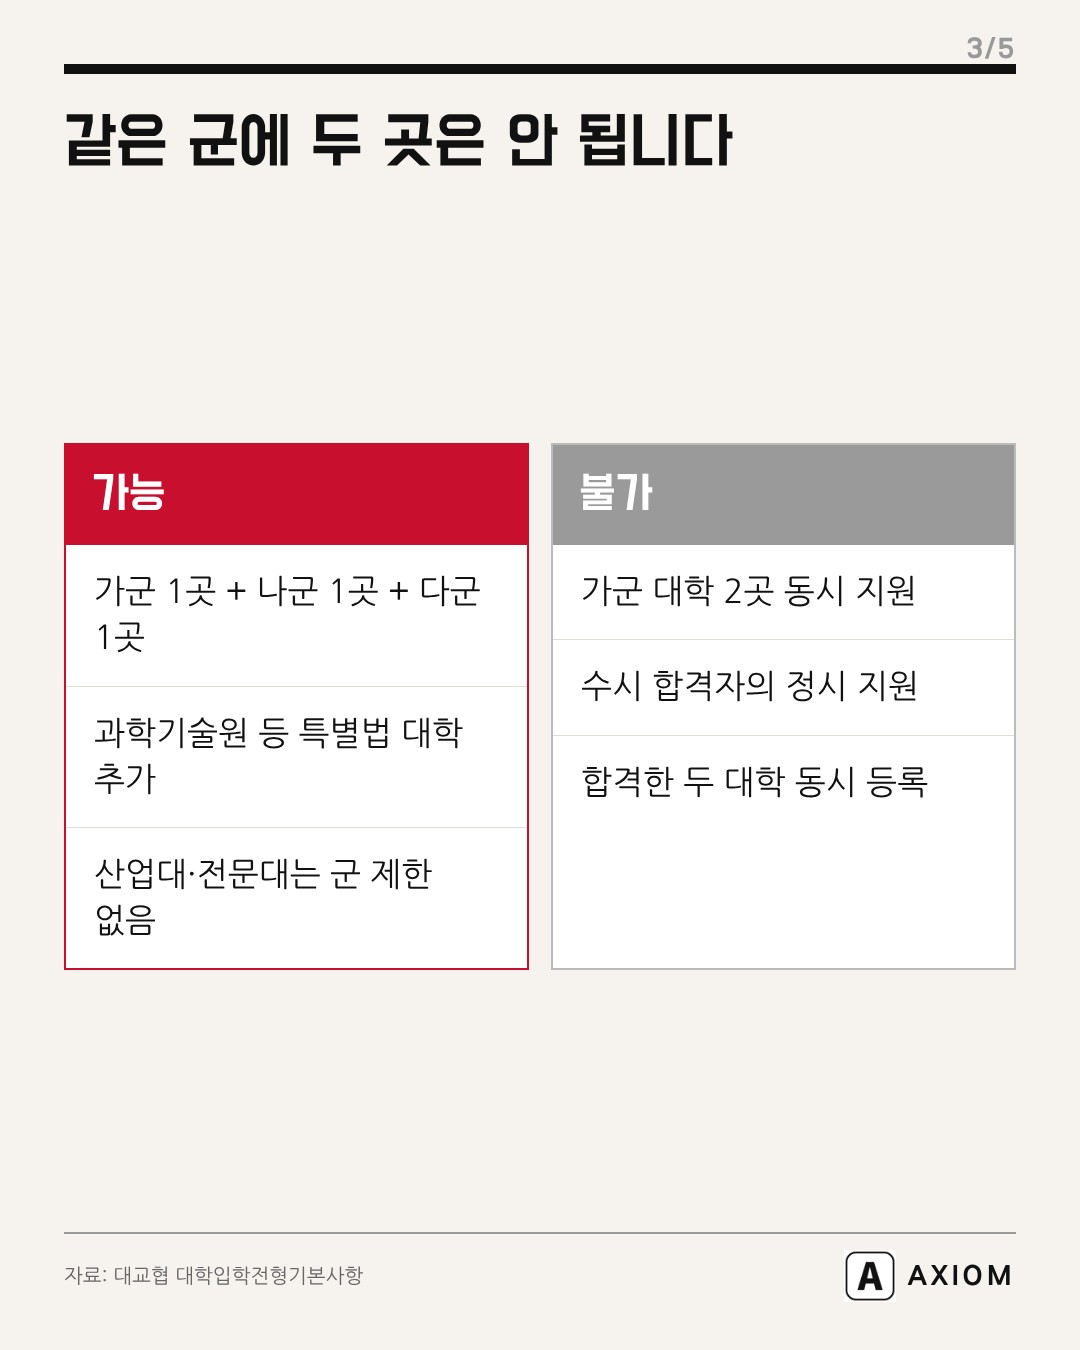 3/5
같은 군에 두 곳은 안 됩니다
가능
가군 1곳 + 나군 1곳 + 다군
1곳
과학기술원 등 특별법 대학
추가
산업대·전문대는 군 제한
없음
불가
가군 대학 2곳 동시 지원
수시 합격자의 정시 지원
합격한 두 대학 동시 등록
자료: 대교협 대학입학전형기본사항
A AXIOM